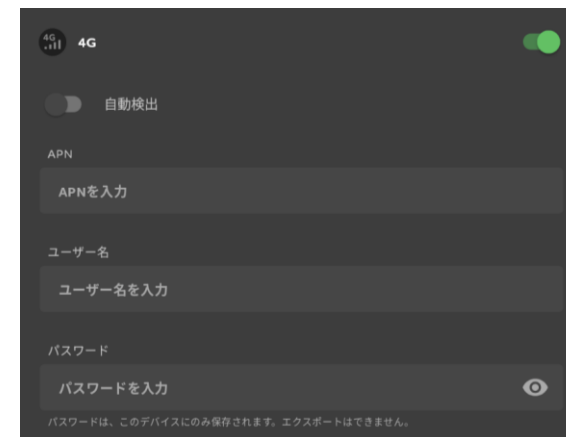 4G 4G
自動検出
APN
APNを入力
ユーザー名
ユーザー名を入力
パスワード
パスワードを入力
パスワードは、このデバイスにのみ保存されます。エクスポートはできません。